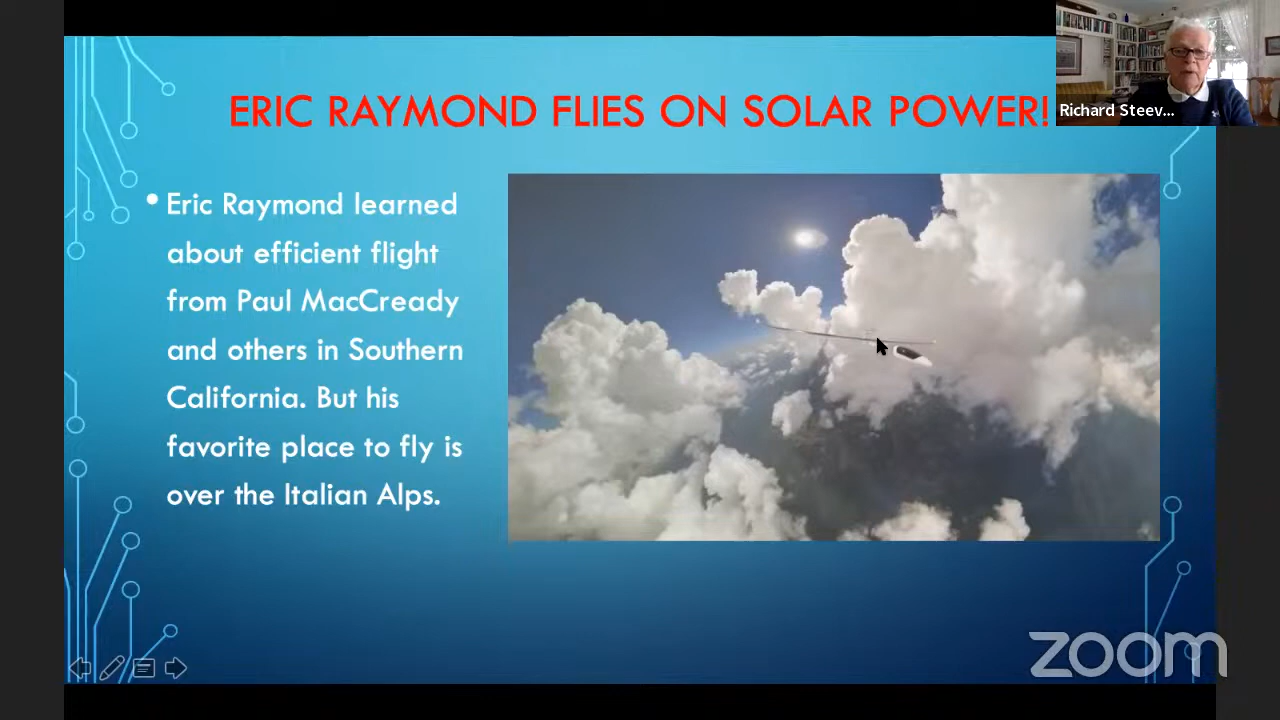 ERIC RAYMOND FLIES ON SOLAR POWER!
Richard Steev...
• Eric Raymond learned
about efficient flight
from Paul MacCready
and others in Southern
California. But his
favorite place to fly is
over the Italian Alps.
zoom